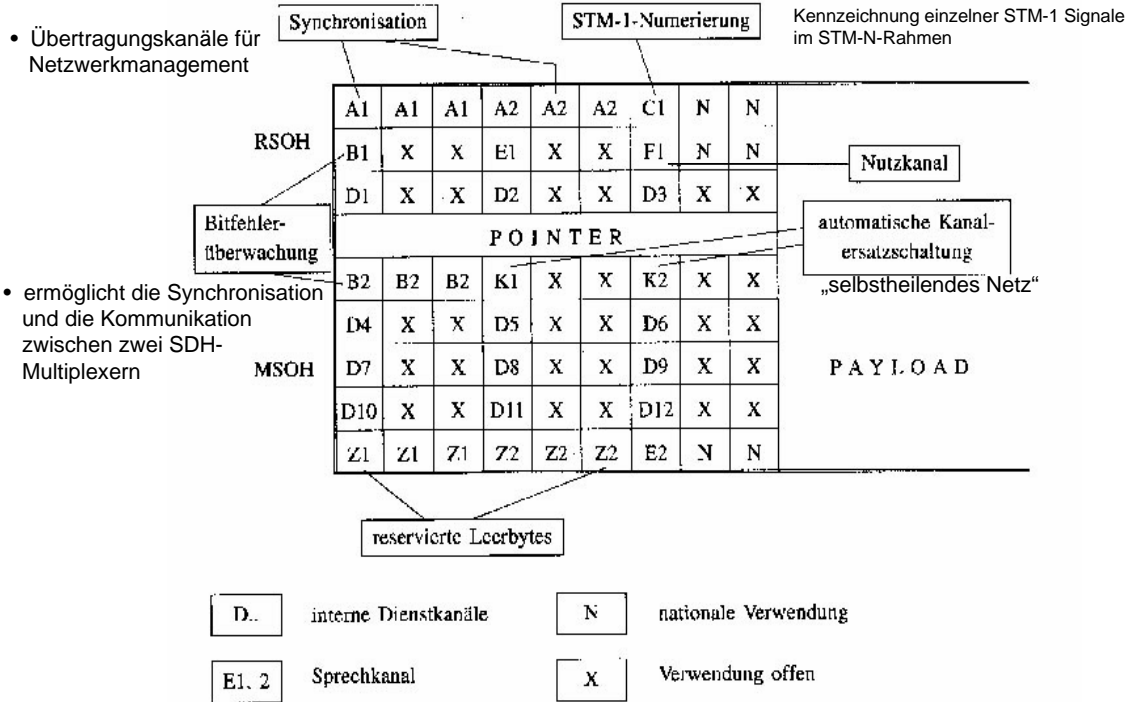 Synchronisation
STM-1-Numerierung
Kennzeichnung einzelner STM-1 Signale
im STM-N-Rahmen
• Übertragungskanäle für
Netzwerkmanagement
A1 A1 A1 A2 A2 A2 C1 N N
RSOH
B1 X X E1 X X F1 N N
Nutzkanal
D1 X X D2 X X D3 X X
Bitfehler-
überwachung
POINTER
automatische Kanal-
ersatzschaltung
„selbstheilendes Netz“
B2 B2 B2 K1 X X K2 X X
• ermöglicht die Synchronisation
und die Kommunikation
zwischen zwei SDH-
Multiplexern
D4 X X D5 X X D6 X X
MSOH
D7 X X D8 X X D9 X X
PAYLOAD
D10 X X D11 X X D12 X X
Z1 Z1 Z1 Z2 Z2 Z2 E2 N N
reservierte Leerbytes
D.. interne Dienstkanäle
N nationale Verwendung
E1, 2 Sprechkanal
X Verwendung offen